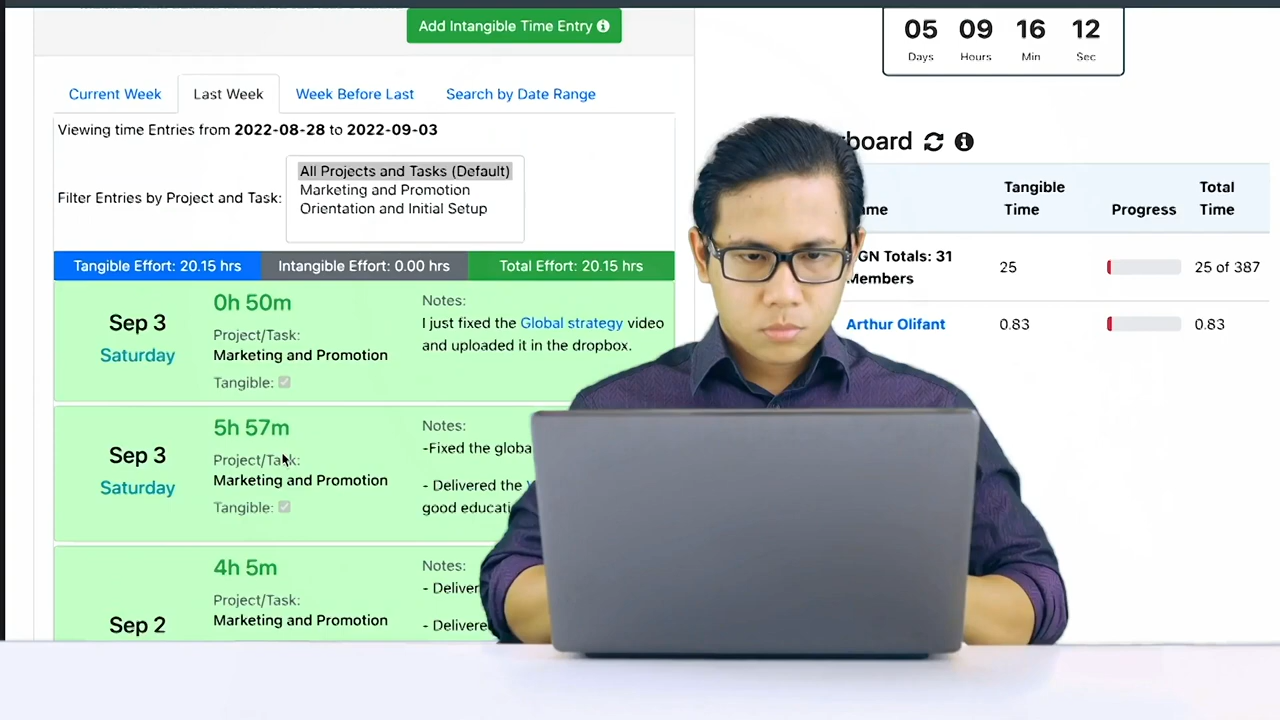 Add Intangible Time Entry
05 09 16 12
Days Hours Min Sec
Current Week Last Week Week Before Last Search by Date Range
Viewing time Entries from 2022-08-28 to 2022-09-03
Filter Entries by Project and Task:
All Projects and Tasks (Default)
Marketing and Promotion
Orientation and Initial Setup
Tangible Effort: 20.15 hrs Intangible Effort: 0.00 hrs Total Effort: 20.15 hrs
Sep 3
Saturday
0h 50m
Project/Task:
Marketing and Promotion
Tangible:
Notes:
I just fixed the Global strategy video
and uploaded it in the dropbox.
Sep 3
Saturday
5h 57m
Project/Task:
Marketing and Promotion
Tangible:
Notes:
-Fixed the globa
- Delivered the
good educati
Sep 2
4h 5m
Project/Task:
Marketing and Promotion
Notes:
- Deliver
- Delivere
board
ame Tangible Time Progress Total Time
GN Totals: 31 Members 25 25 of 387
Arthur Olifant 0.83 0.83